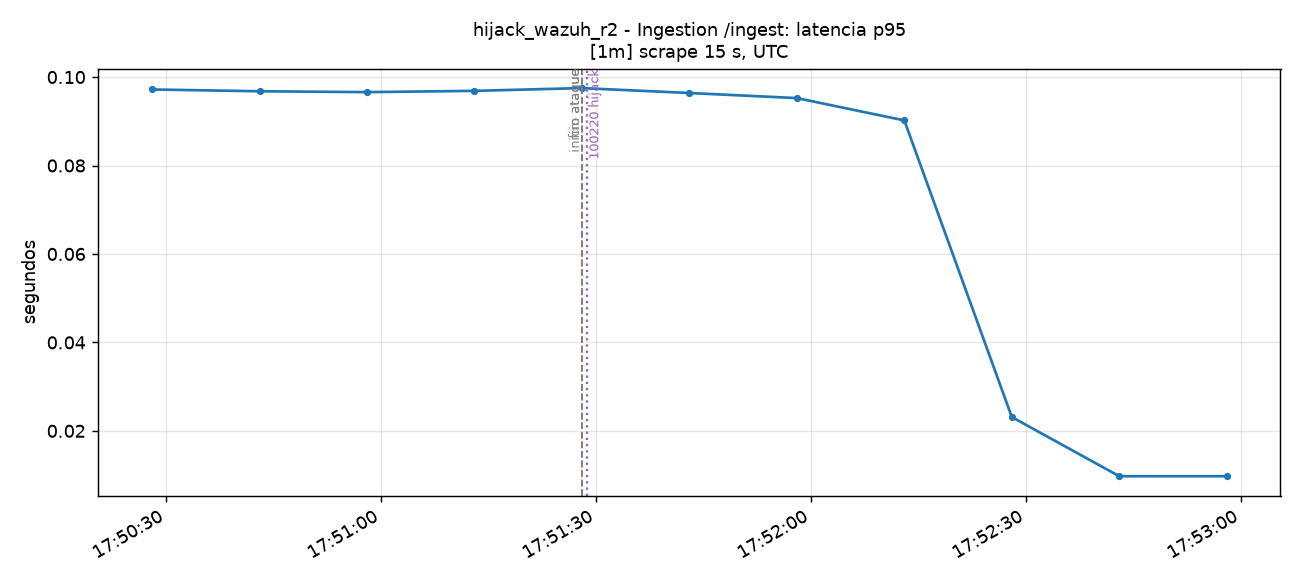 hijack_wazuh_r2 - Ingestion /ingest: latencia p95
[1m] scrape 15 s, UTC
segundos
0.10
0.08
0.06
0.04
0.02
ataque
100220 hijack
17:50:30
17:51:00
17:51:30
17:52:00
17:52:30
17:53:00